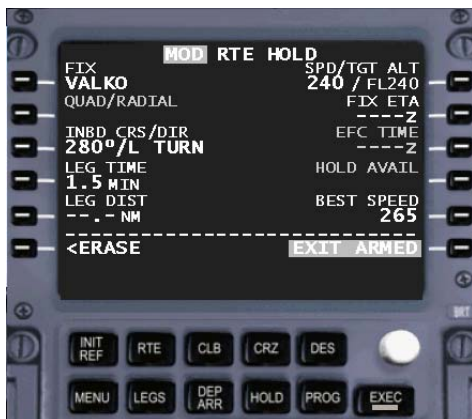 MOD RTE HOLD
FIX SPD/TGT ALT
VALKO 240 / FL240
QUAD/RADIAL FIX ETA
----Z
INBD CRS/DIR EFC TIME
280º/L TURN ----Z
LEG TIME HOLD AVAIL
1.5 MIN
LEG DIST BEST SPEED
--.- NM 265
<ERASE EXIT ARMED
BRT
INIT REF RTE CLB CRZ DES
MENU LEGS DEP ARR HOLD PROG EXEC